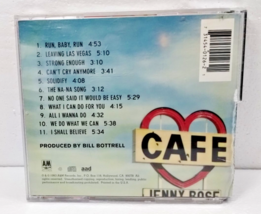 1 RUN, BABY, RUN 4:53
2 LEAVING LAS VEGAS 5:10
3 STRONG ENOUGH 3:10
4 CAN'T CRY ANYMORE 3:41
5 SOLIDIFY 4:08
6 THE NA-NA SONG 3:12
7 NO ONE SAID IT WOULD BE EASY 5:29
8 WHAT I CAN DO FOR YOU 4:15
9 ALL I WANNA DO 4:32
10 WE DO WHAT WE CAN 5:38
11 I SHALL BELIEVE 5:34
PRODUCED BY BILL BOTTRELL
A&M
CAFE
JENNY ROSE